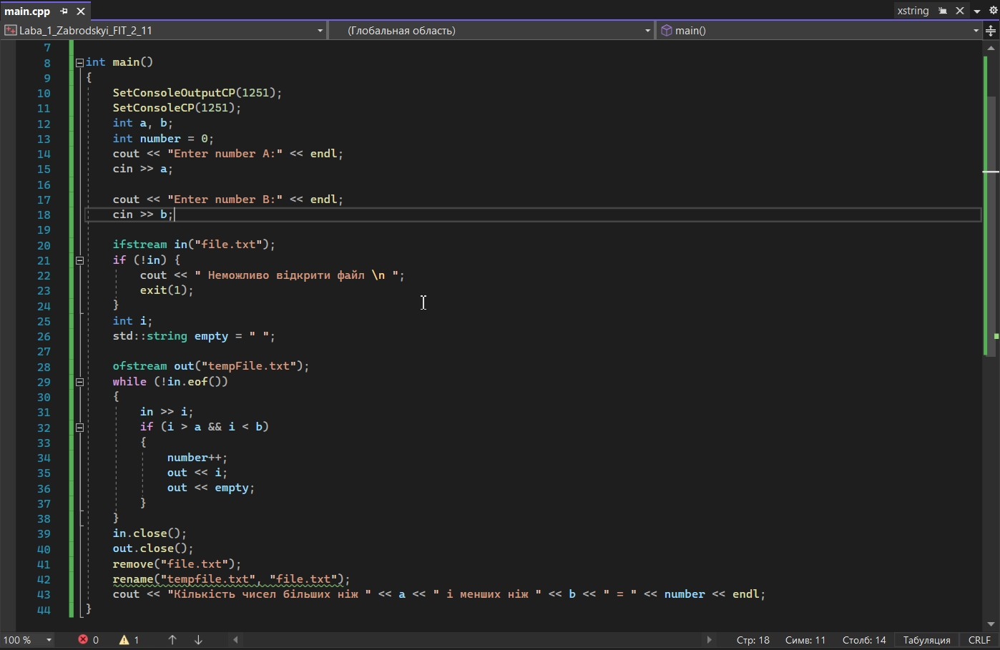 main.cpp xstring
Laba_1_Zabrodskyi_FIT_2_11 (Глобальная область) main()
7
8 int main()
9 {
10 SetConsoleOutputCP(1251);
11 SetConsoleCP(1251);
12 int a, b;
13 int number = 0;
14 cout << "Enter number A:" << endl;
15 cin >> a;
16
17 cout << "Enter number B:" << endl;
18 cin >> b;
19
20 ifstream in("file.txt");
21 if (!in) {
22 cout << " Неможливо відкрити файл \n ";
23 exit(1);
24 }
25 int i;
26 std::string empty = " ";
27
28 ofstream out("tempFile.txt");
29 while (!in.eof())
30 {
31 in >> i;
32 if (i > a && i < b)
33 {
34 number++;
35 out << i;
36 out << empty;
37 }
38 }
39 in.close();
40 out.close();
41 remove("file.txt");
42 rename("tempfile.txt", "file.txt");
43 cout << "Кількість чисел більших ніж " << a << " і менших ніж " << b << " = " << number << endl;
44 }
100 % 0 1 Стр: 18 Симв: 11 Столб: 14 Табуляция CRLF